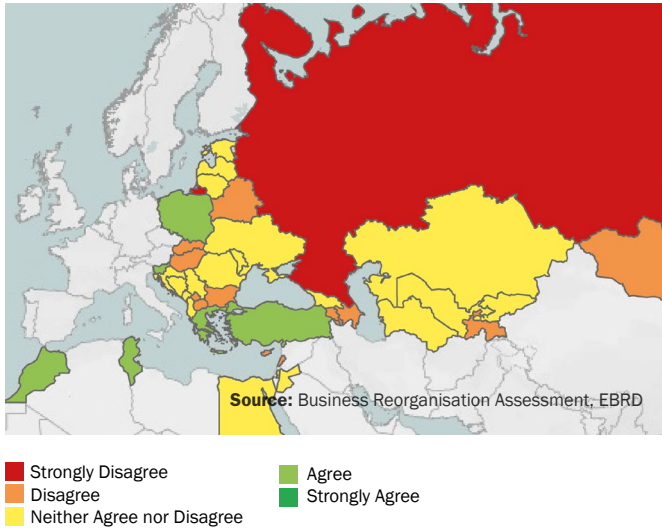 Source: Business Reorganisation Assessment, EBRD
Strongly Disagree
Disagree
Neither Agree nor Disagree
Agree
Strongly Agree